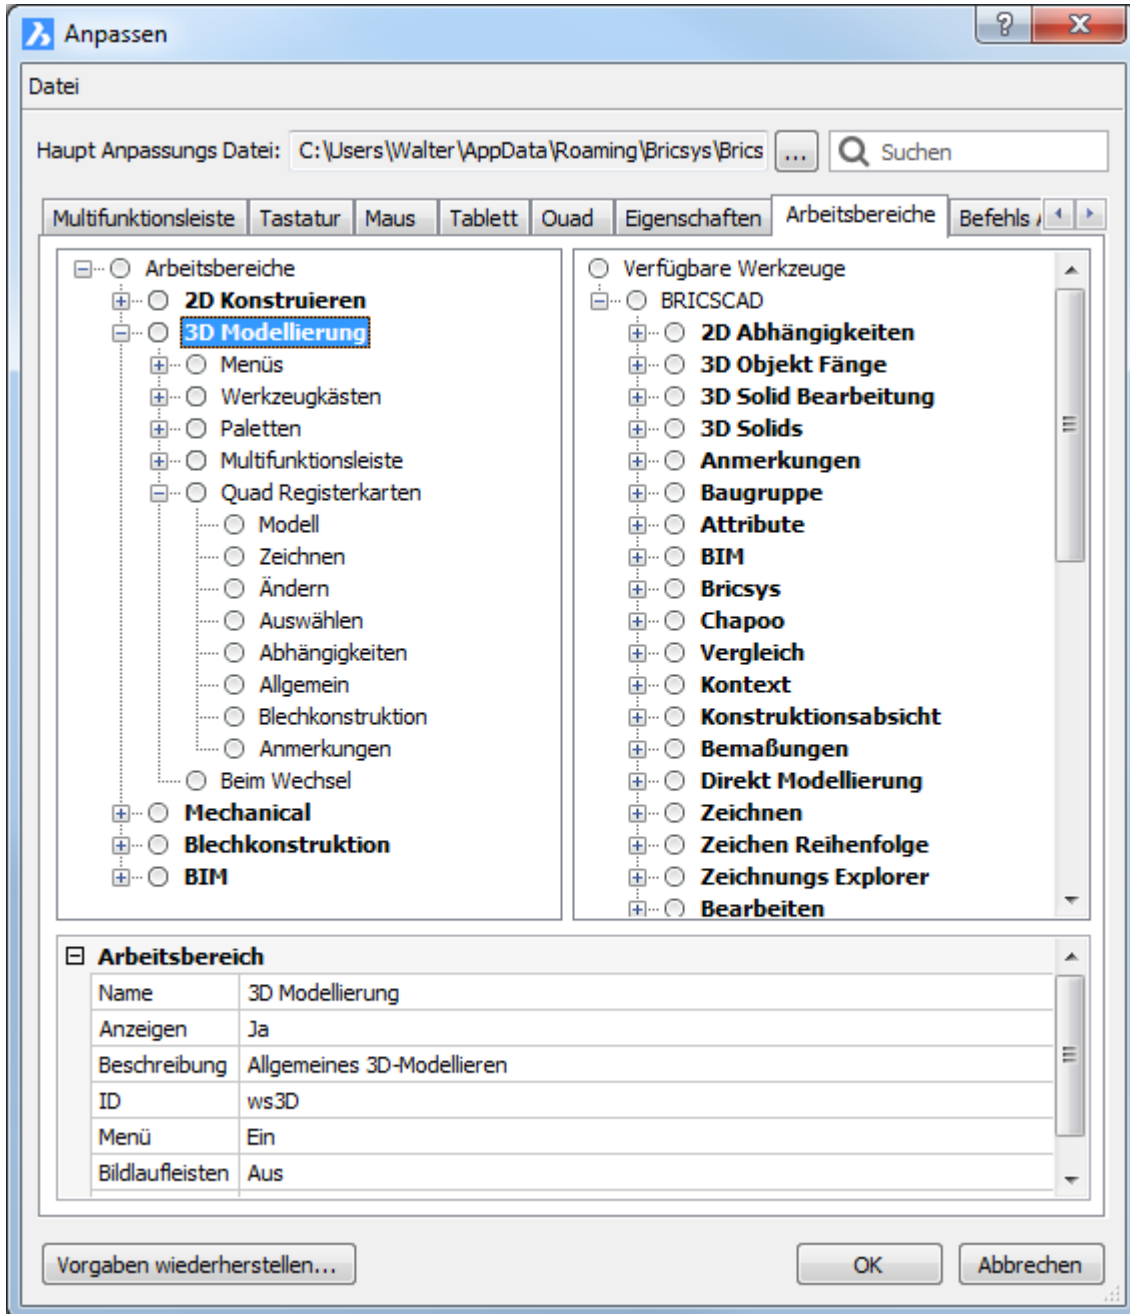 Anpassen
Datei
Haupt Anpassungs Datei: C:\Users\Walter\AppData\Roaming\Bricsys\Brics ... Suchen
Multifunktionsleiste Tastatur Maus Tablett Quad Eigenschaften Arbeitsbereiche Befehls
Arbeitsbereiche
2D Konstruieren
3D Modellierung
Menüs
Werkzeugkästen
Paletten
Multifunktionsleiste
Quad Registerkarten
Modell
Zeichnen
Ändern
Auswählen
Abhängigkeiten
Allgemein
Blechkonstruktion
Anmerkungen
Beim Wechsel
Mechanical
Blechkonstruktion
BIM
Verfügbare Werkzeuge
BRICSCAD
2D Abhängigkeiten
3D Objekt Fänge
3D Solid Bearbeitung
3D Solids
Anmerkungen
Baugruppe
Attribute
BIM
Bricsys
Chapoo
Vergleich
Kontext
Konstruktionsabsicht
Bemaßungen
Direkt Modellierung
Zeichnen
Zeichen Reihenfolge
Zeichnungs Explorer
Bearbeiten
Arbeitsbereich
Name 3D Modellierung
Anzeigen Ja
Beschreibung Allgemeines 3D-Modellieren
ID ws3D
Menü Ein
Bildlaufleisten Aus
Vorgaben wiederherstellen... OK Abbrechen